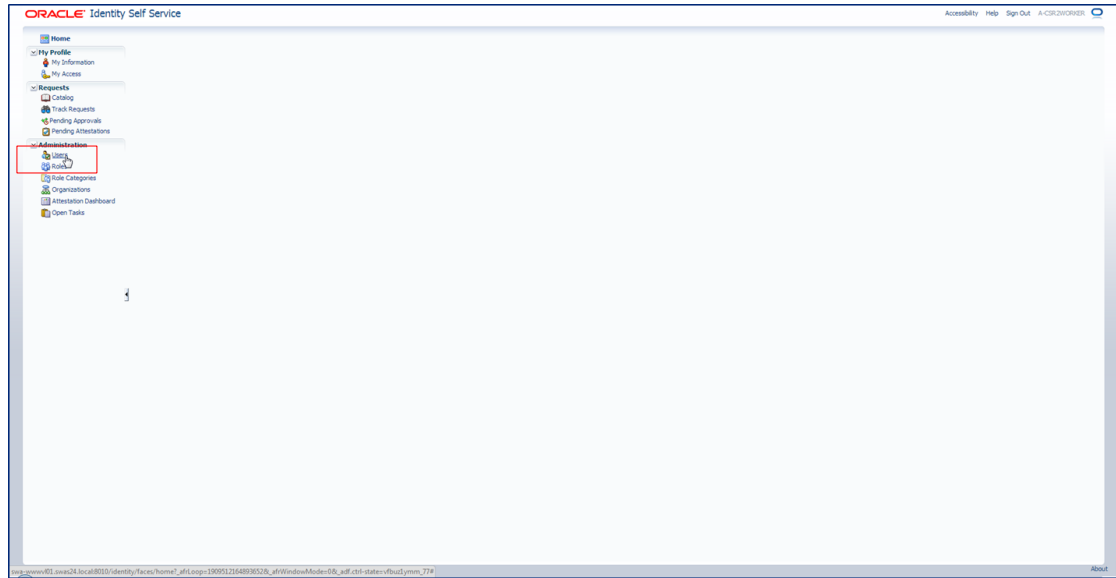 ORACLE Identity Self Service
Accessibility Help Sign Out A-CSR2WORKER
Home
My Profile
My Information
My Access
Requests
Catalog
Track Requests
Pending Approvals
Pending Attestations
Administration
Users
Roles
Role Categories
Organizations
Attestation Dashboard
Open Tasks
About